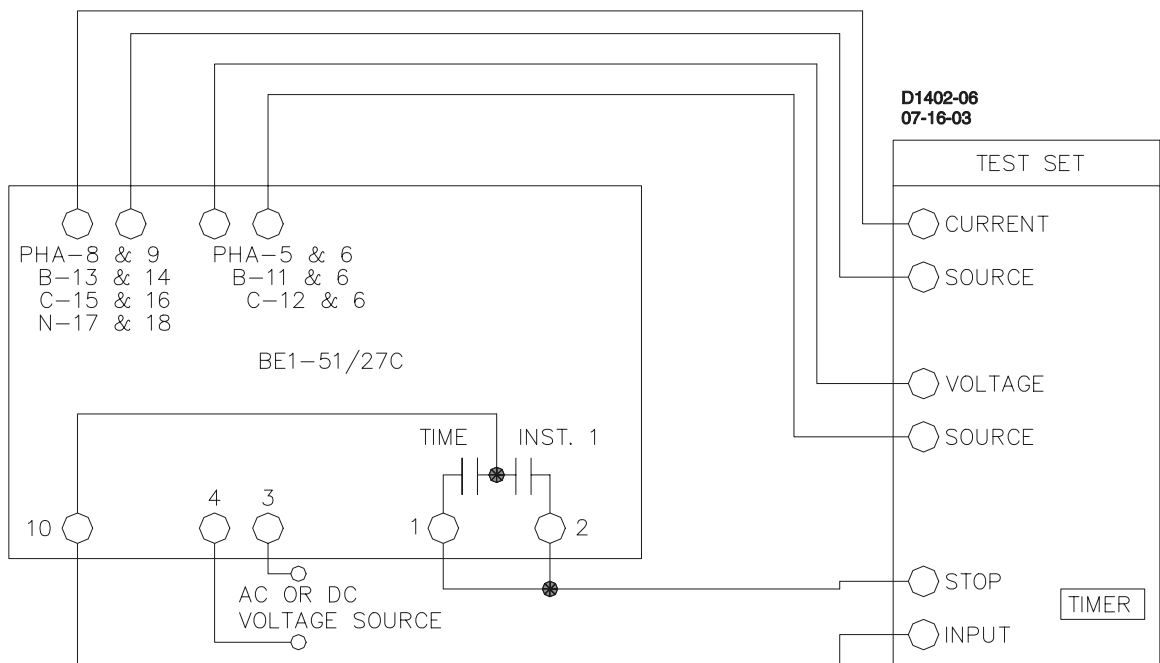 D1402-06
07-16-03
TEST SET
CURRENT
SOURCE
VOLTAGE
SOURCE
STOP
TIMER
INPUT
PHA-8 & 9
B-13 & 14
C-15 & 16
N-17 & 18
PHA-5 & 6
B-11 & 6
C-12 & 6
BE1-51/27C
TIME
INST. 1
10
4
3
1
2
AC OR DC
VOLTAGE SOURCE